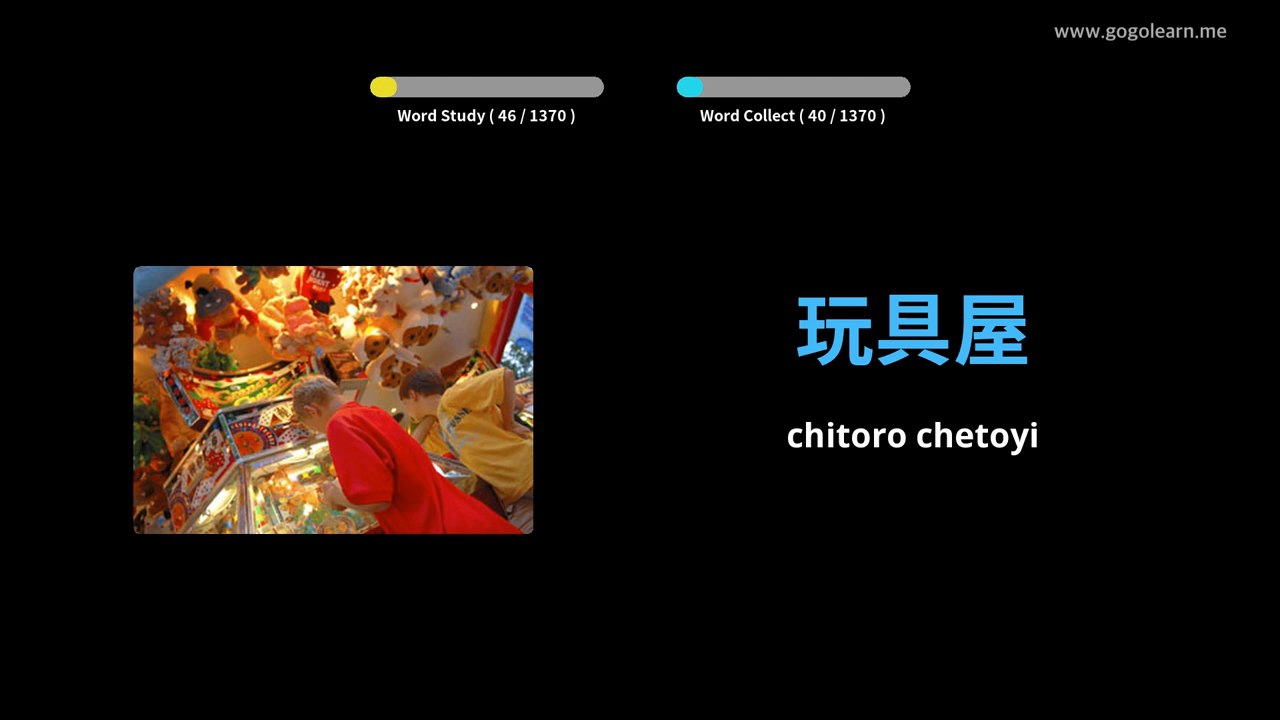 www.gogolearn.me
Word Study ( 46 / 1370 )
Word Collect ( 40 / 1370 )
玩具屋
chitoro chetoyi